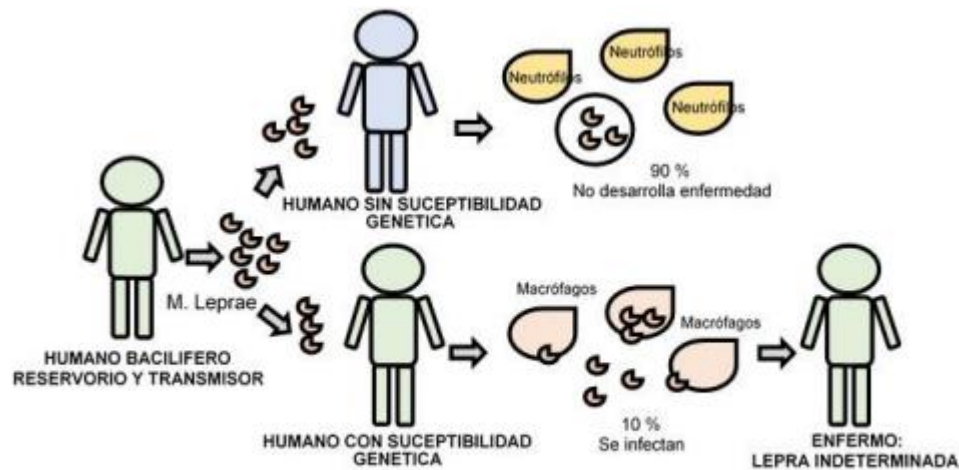 Neutrófilos
Neutrófilos
Neutrófilos
90 %
No desarrolla enfermedad
HUMANO SIN SUCEPTIBILIDAD
GENETICA
M. Leprae
HUMANO BACILIFERO
RESERVORIO Y TRANSMISOR
Macrófagos
Macrófagos
10 %
Se infectan
HUMANO CON SUCEPTIBILIDAD
GENETICA
ENFERMO:
LEPRA INDETERMINADA